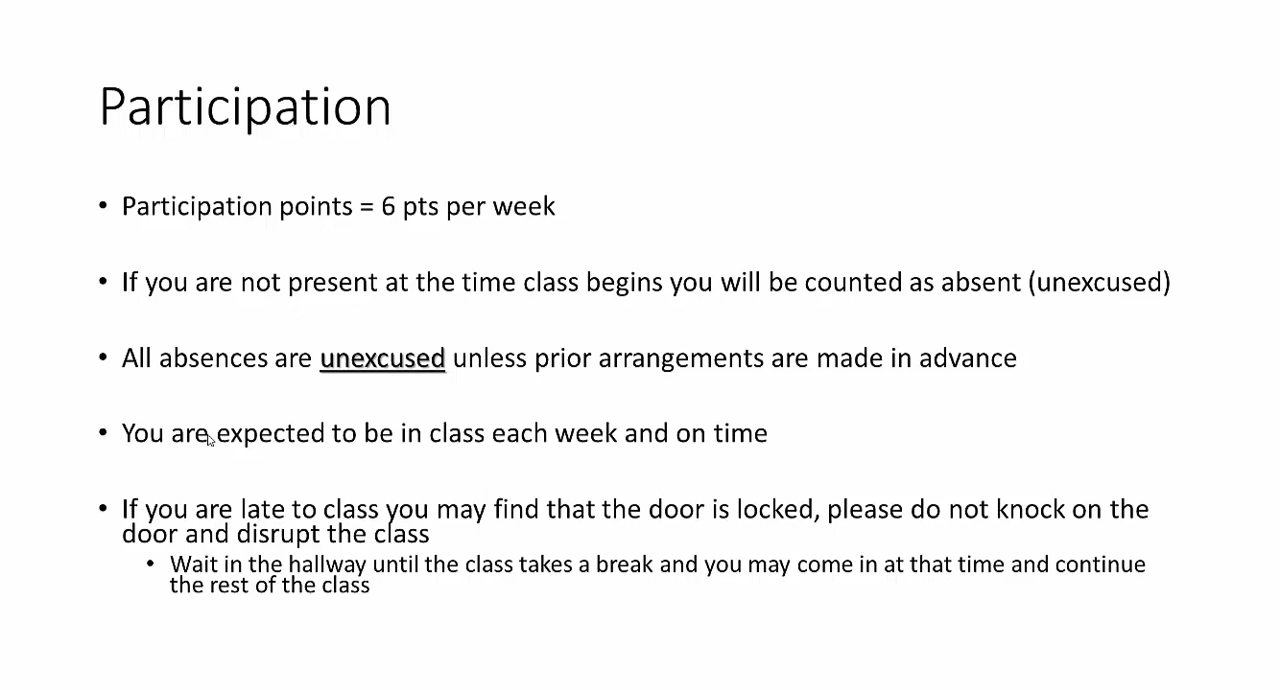 Participation
• Participation points = 6 pts per week
• If you are not present at the time class begins you will be counted as absent (unexcused)
• All absences are unexcused unless prior arrangements are made in advance
• You are expected to be in class each week and on time
• If you are late to class you may find that the door is locked, please do not knock on the
door and disrupt the class
• Wait in the hallway until the class takes a break and you may come in at that time and continue
the rest of the class